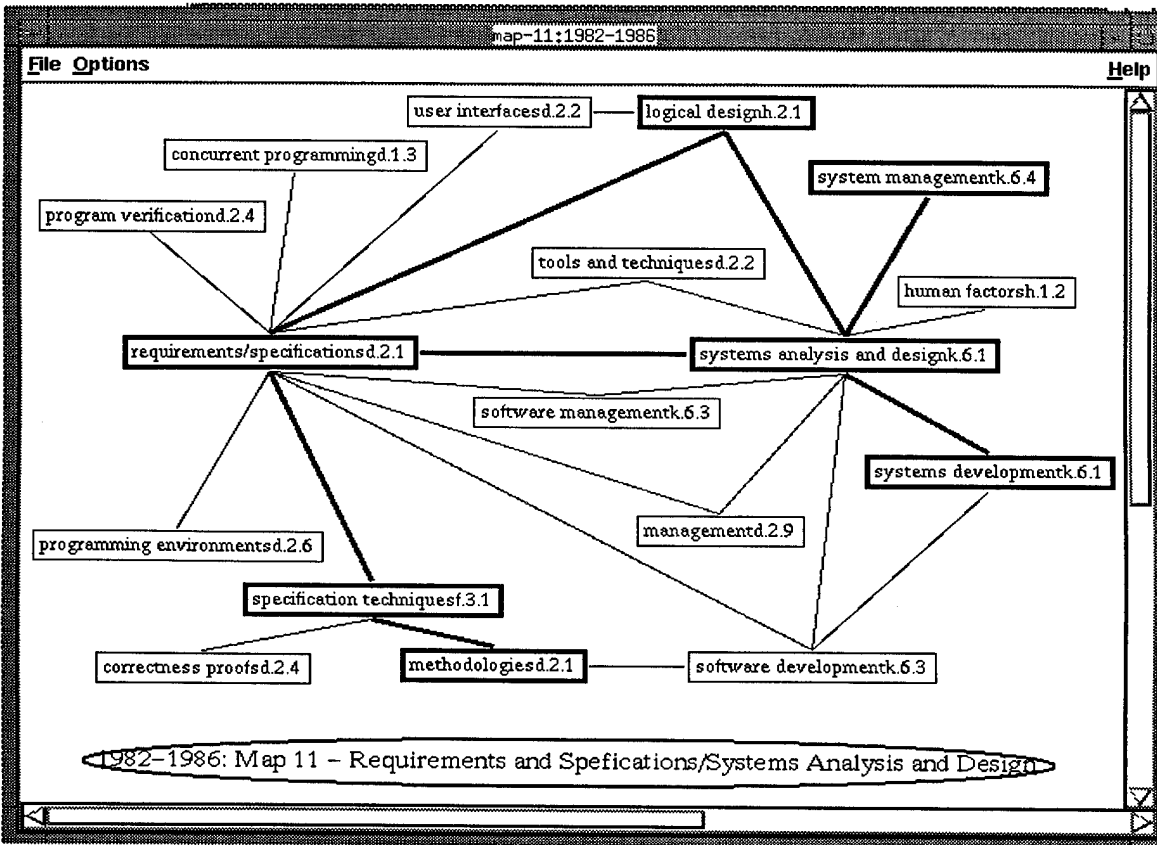 map-11:1982-1986
File Options Help
user interfacesd.2.2
logical designh.2.1
concurrent programmingd.1.3
system managementk.6.4
program verificationd.2.4
tools and techniquesd.2.2
human factorsh.1.2
requirements/specificationsd.2.1
systems analysis and designk.6.1
software managementk.6.3
systems developmentk.6.1
managementd.2.9
programming environmentsd.2.6
specification techniquesf.3.1
correctness proofsd.2.4
methodologiesd.2.1
software developmentk.6.3
1982-1986: Map 11 - Requirements and Spefications/Systems Analysis and Design